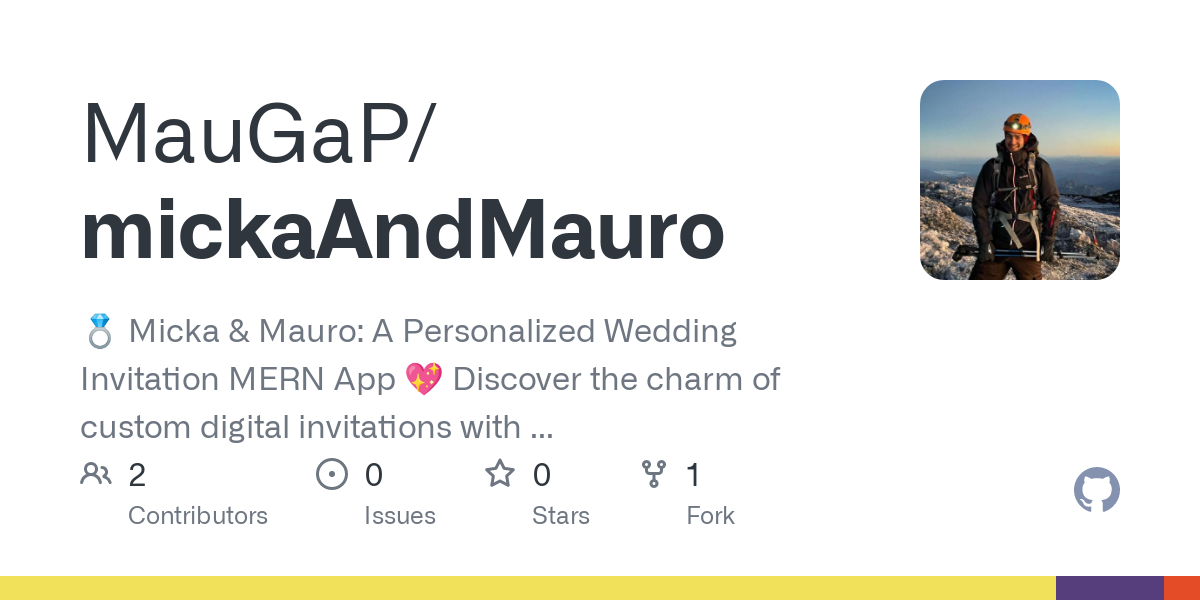 MauGaP/
mickaAndMauro
💍 Micka & Mauro: A Personalized Wedding
Invitation MERN App 💖 Discover the charm of
custom digital invitations with ...
2 0 0 1
Contributors Issues Stars Fork